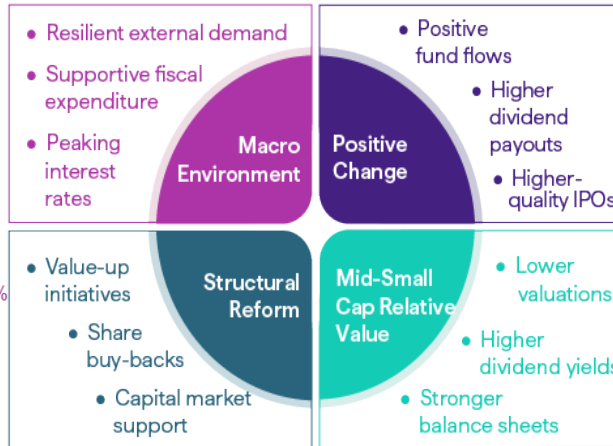 • Resilient external demand
• Supportive fiscal
expenditure
• Peaking
interest
rates
Macro
Environment
• Positive
fund flows
• Higher
dividend
payouts
• Higher-
quality IPOs
Positive
Change
%
• Value-up
initiatives
• Share
buy-backs
• Capital market
support
Structural
Reform
Mid-Small
Cap Relative
Value
• Lower
valuations
• Higher
dividend yields
• Stronger
balance sheets